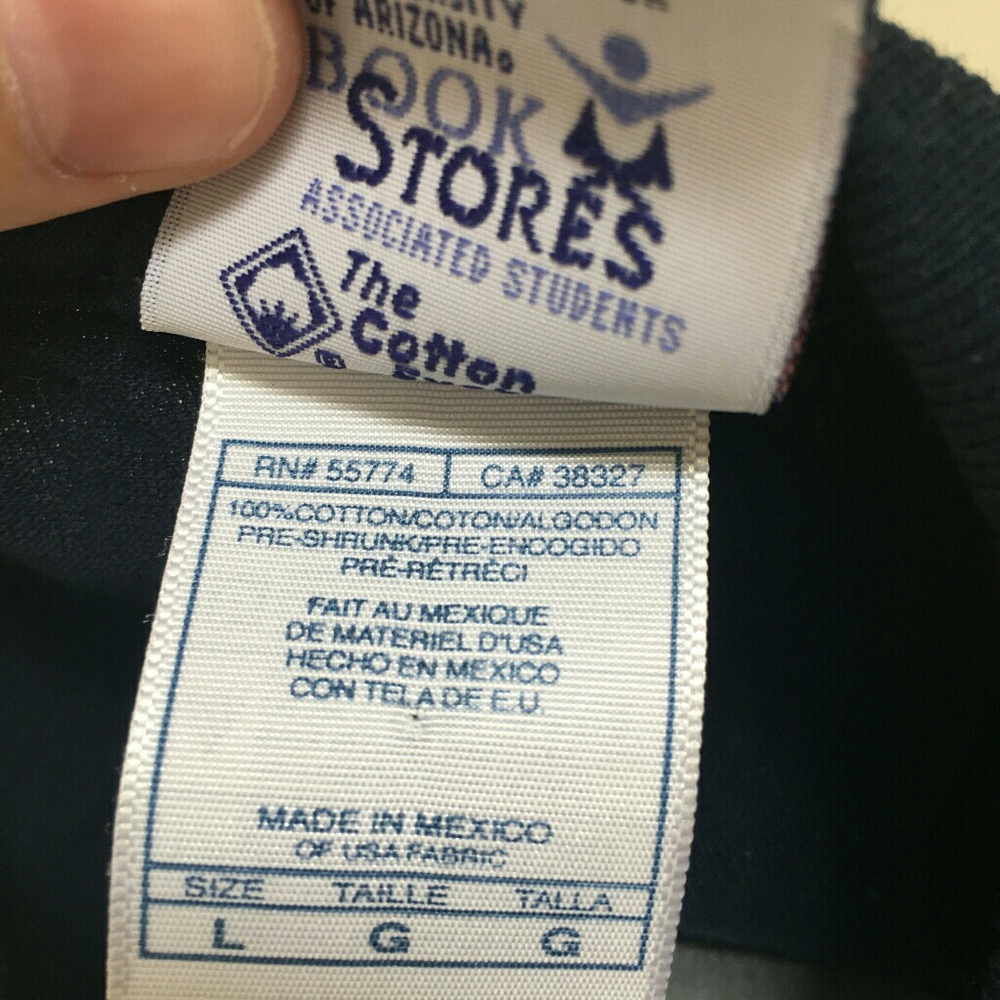 OF ARIZONA®
BOOK
STORES
ASSOCIATED STUDENTS
The
Cotton
RN# 55774 CA# 38327
100%COTTON/COTON/ALGODON
PRE-SHRUNK/PRE-ENCOGIDO
PRÉ-RÉTRÉCI
FAIT AU MEXIQUE
DE MATERIEL D'USA
HECHO EN MEXICO
CON TELA DE E.U.
MADE IN MEXICO
OF USA FABRIC
SIZE TAILLE TALLA
L G G